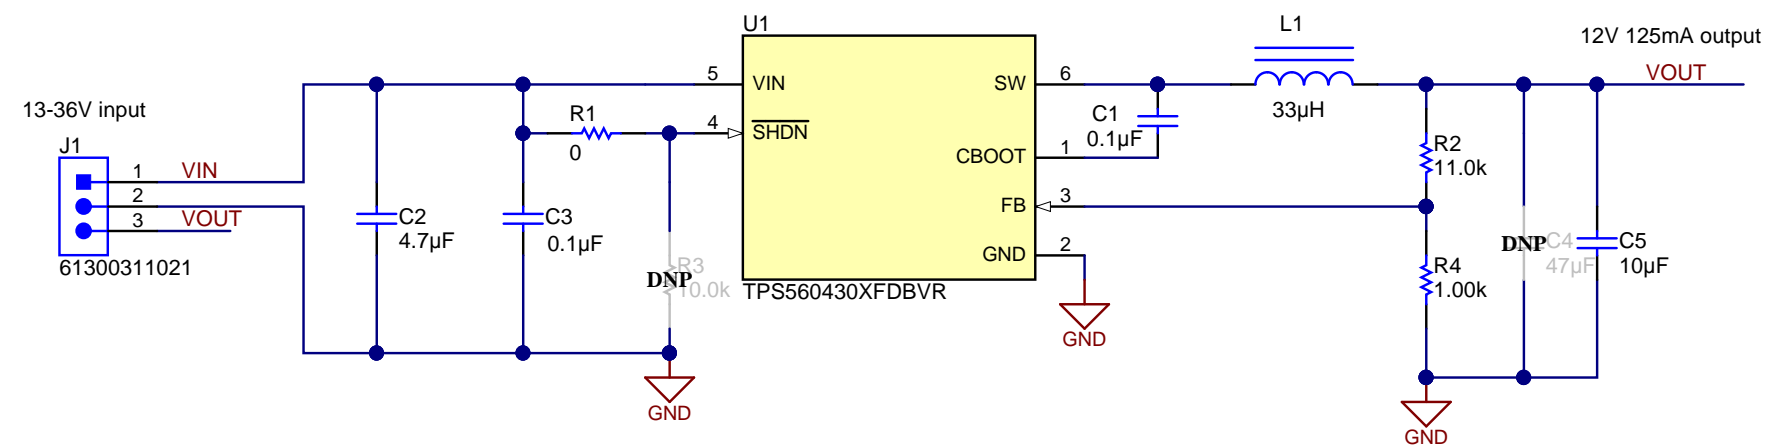 U1
L1
12V 125mA output
VOUT
5
VIN
SW
6
33µH
13-36V input
R1
0
4
SHDN
C1
0.1µF
J1
CBOOT
1
R2
11.0k
1
VIN
2
3
VOUT
FB
3
C2
4.7µF
C3
0.1µF
GND
2
DNP
C4
47µF
C5
10µF
61300311021
DNP
R3
10.0k
R4
1.00k
TPS560430XFDBVR
GND
GND
GND